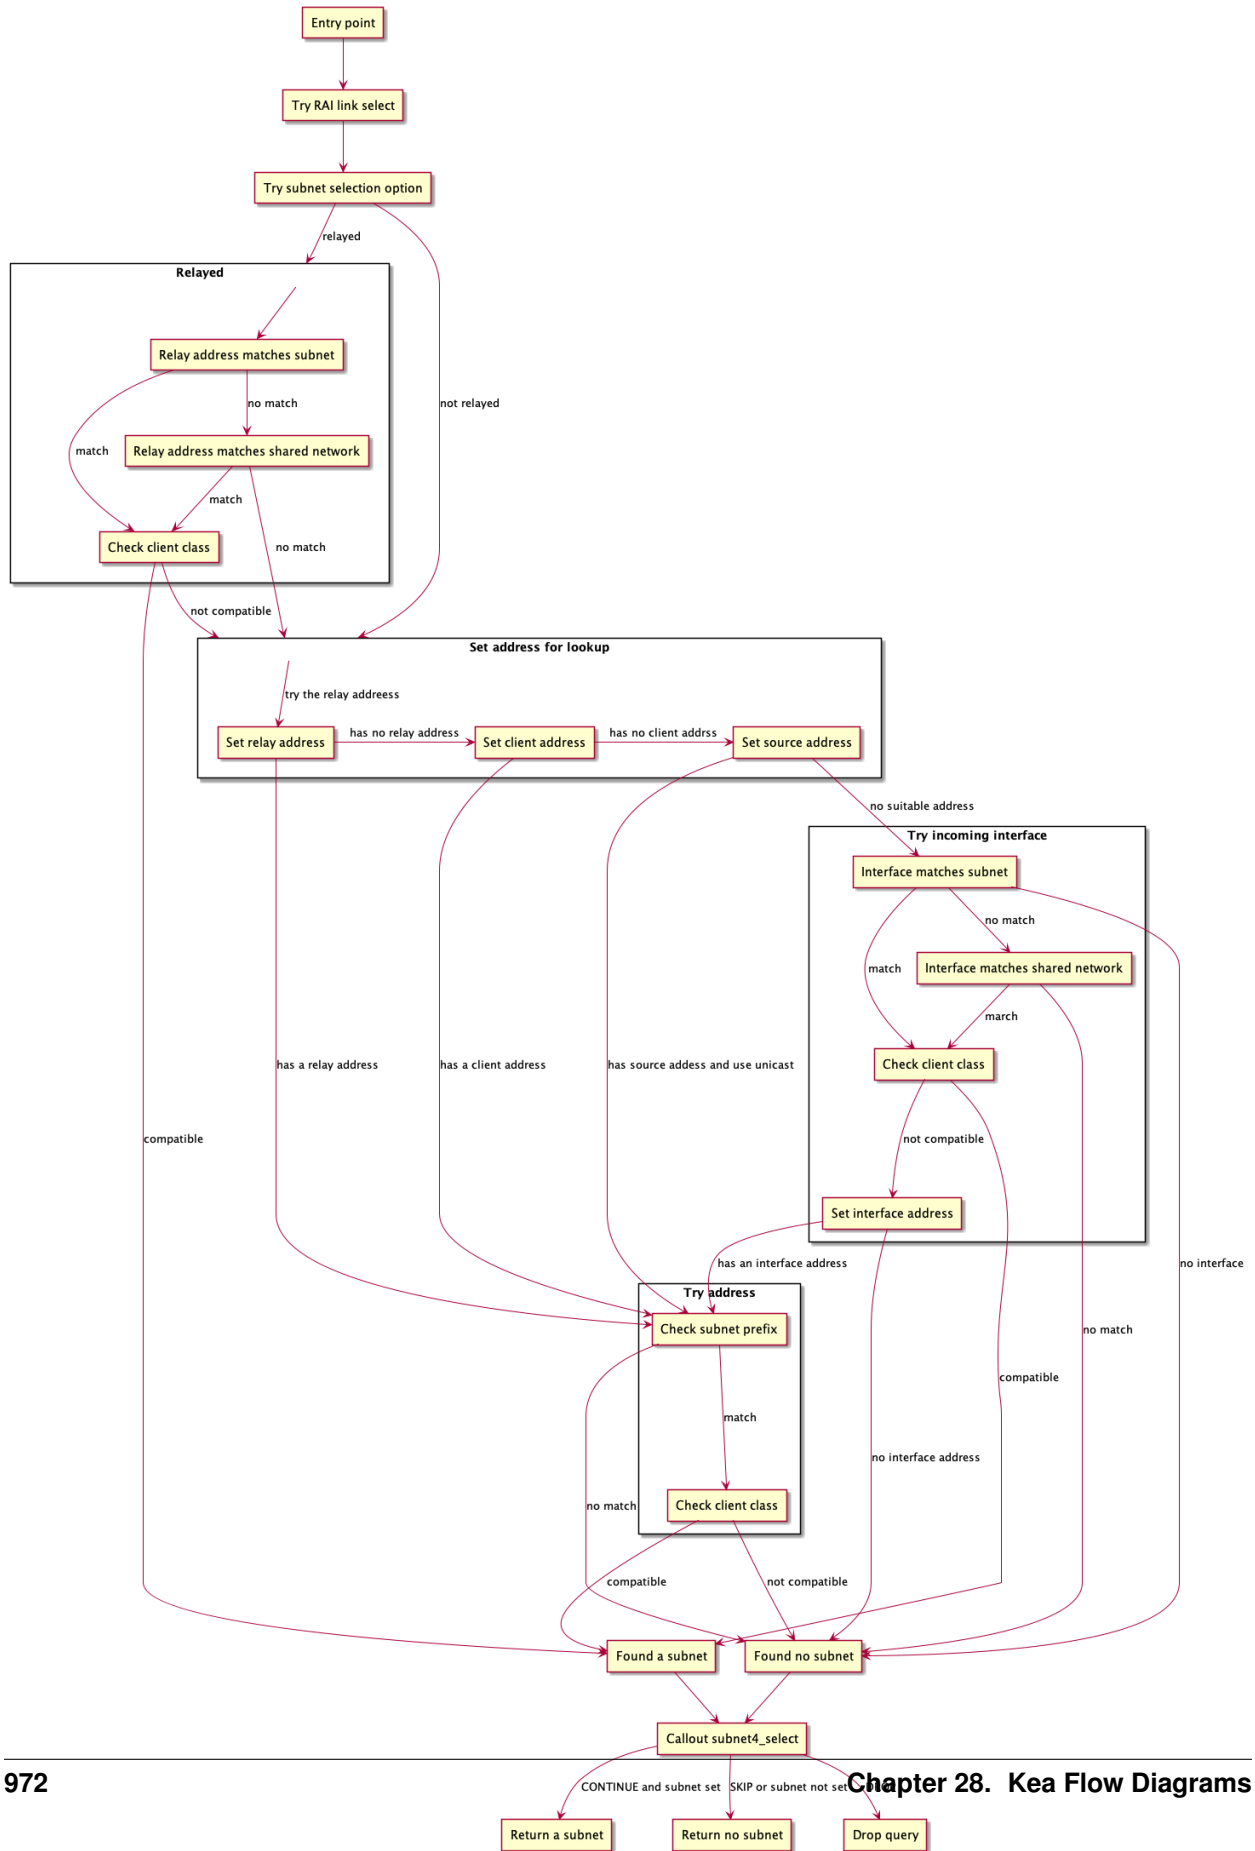 Entry point
Try RAI link select
Try subnet selection option
relayed
Relayed
Relay address matches subnet
no match
not relayed
match
Relay address matches shared network
match
Check client class
no match
not compatible
Set address for lookup
try the relay addreess
Set relay address
has no relay address
Set client address
has no client addrss
Set source address
no suitable address
Try incoming interface
Interface matches subnet
no match
match
Interface matches shared network
march
has a relay address
has a client address
has source addess and use unicast
Check client class
compatible
not compatible
Set interface address
has an interface address
no interface
Try address
Check subnet prefix
no match
compatible
match
no interface address
Check client class
no match
compatible
not compatible
Found a subnet
Found no subnet
Callout subnet4_select
972
CONTINUE and subnet set
SKIP or subnet not set
Chapter 28. Kea Flow Diagrams
Return a subnet
Return no subnet
Drop query